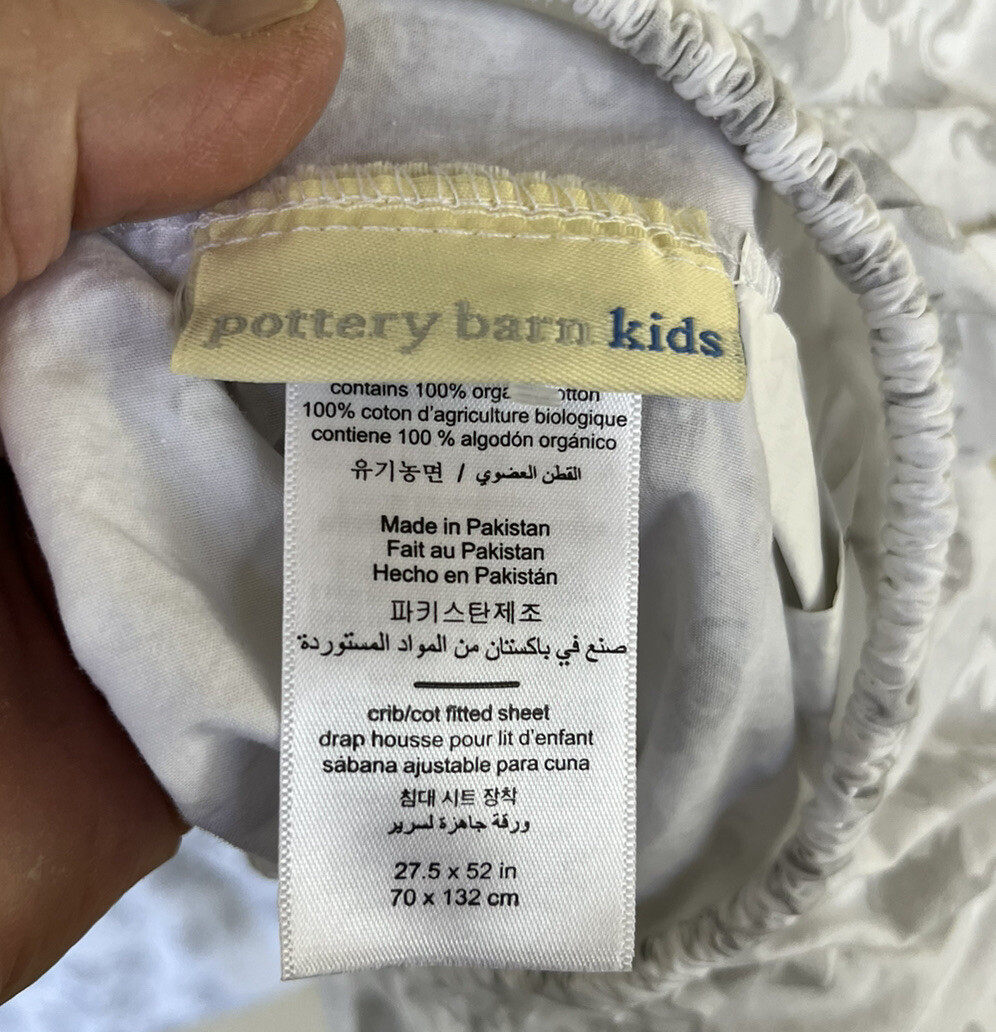 pottery barn kids
contains 100%
100% coton d'agriculture biologique
contiene 100 % algodón orgánico
유기농면 / القطن العضوي
Made in Pakistan
Fait au Pakistan
Hecho en Pakistán
파키스탄제조
صنع في باكستان من المواد المستوردة
crib/cot fitted sheet
drap housse pour lit d'enfant
sábana ajustable para cuna
침대 시트 장착
ورقة جاهزة لسرير
27.5 x 52 in
70 x 132 cm